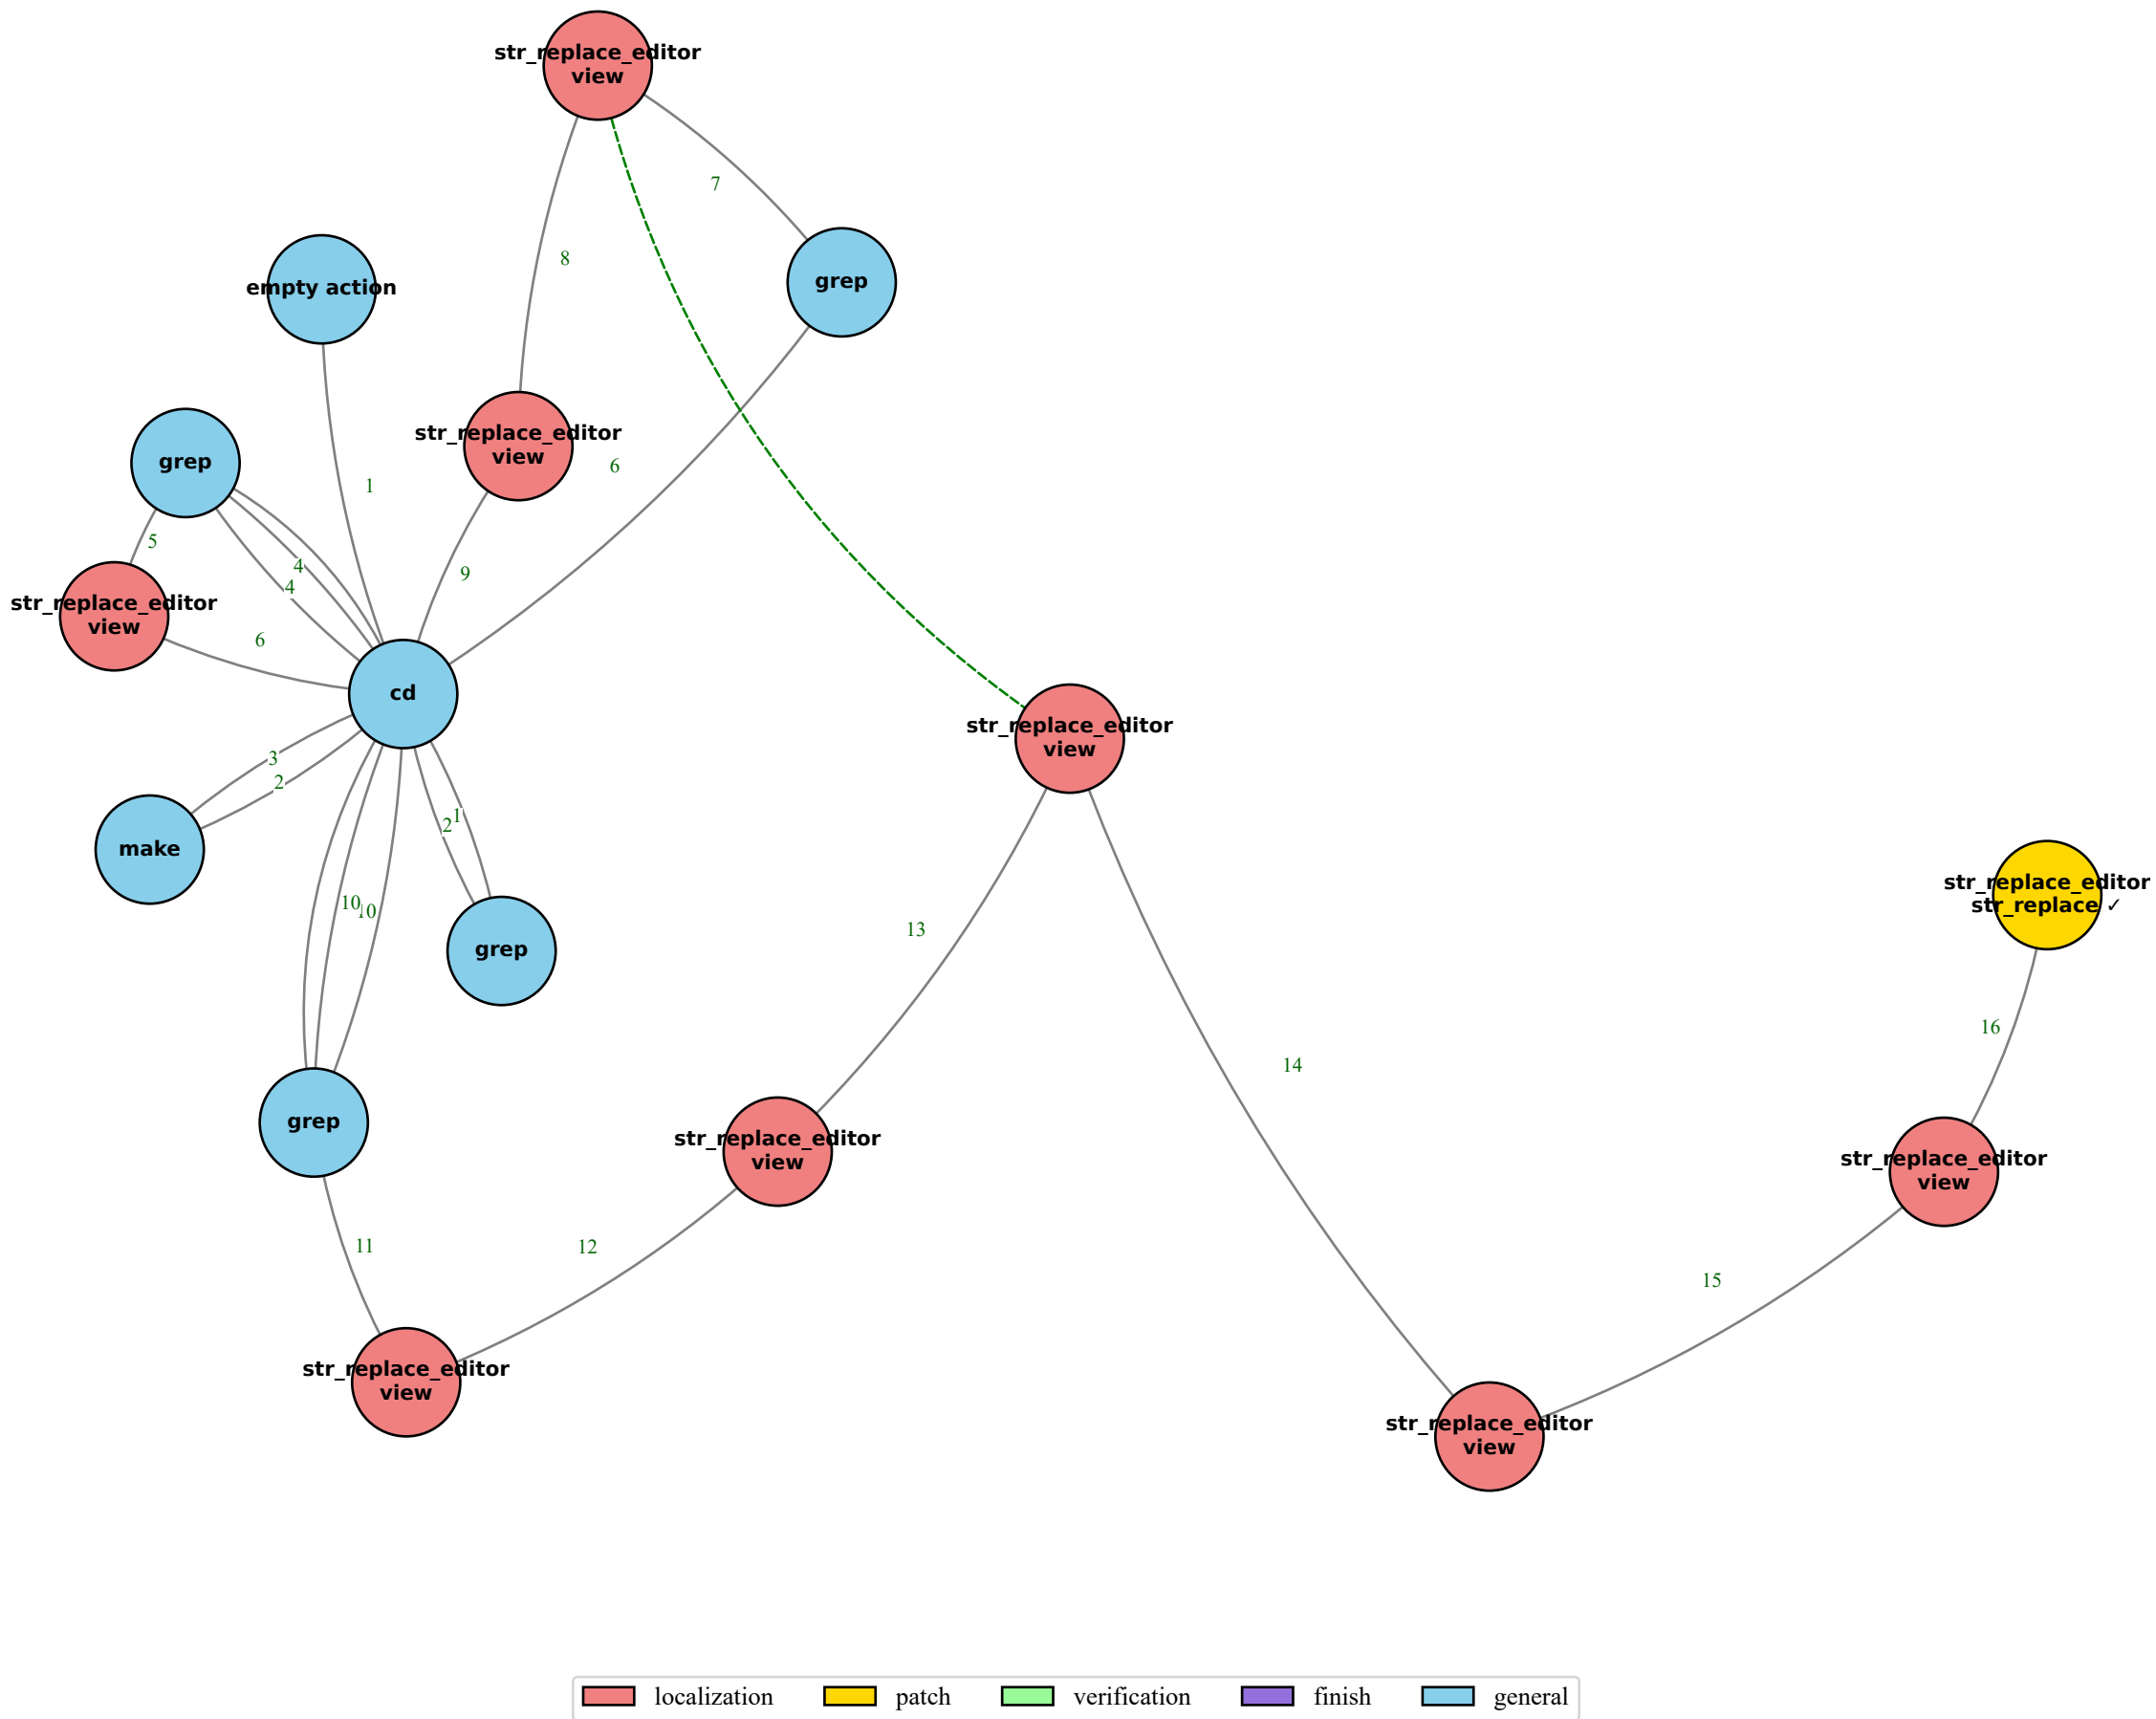 str_replace_editor
view
7
8
empty action
grep
str_replace_editor
view
grep
6
1
5
4
4
9
str_replace_editor
view
6
cd
3
2
str_replace_editor
view
make
1
2
str_replace_editor
str_replace ✓
10
10
grep
13
16
14
grep
str_replace_editor
view
str_replace_editor
view
11
12
15
str_replace_editor
view
str_replace_editor
view
localization
patch
verification
finish
general